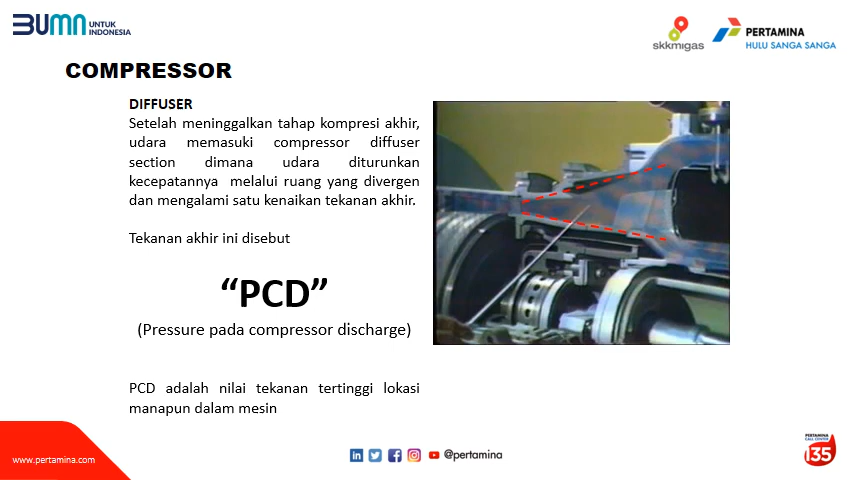 BUMN UNTUK
INDONESIA
skkmigas
PERTAMINA
HULU SANGA SANGA
COMPRESSOR
DIFFUSER
Setelah meninggalkan tahap kompresi akhir,
udara memasuki compressor diffuser
section dimana udara diturunkan
kecepatannya melalui ruang yang divergen
dan mengalami satu kenaikan tekanan akhir.
Tekanan akhir ini disebut
“PCD”
(Pressure pada compressor discharge)
PCD adalah nilai tekanan tertinggi lokasi
manapun dalam mesin
www.pertamina.com
@pertamina
PERTAMINA
CALL CENTER
135